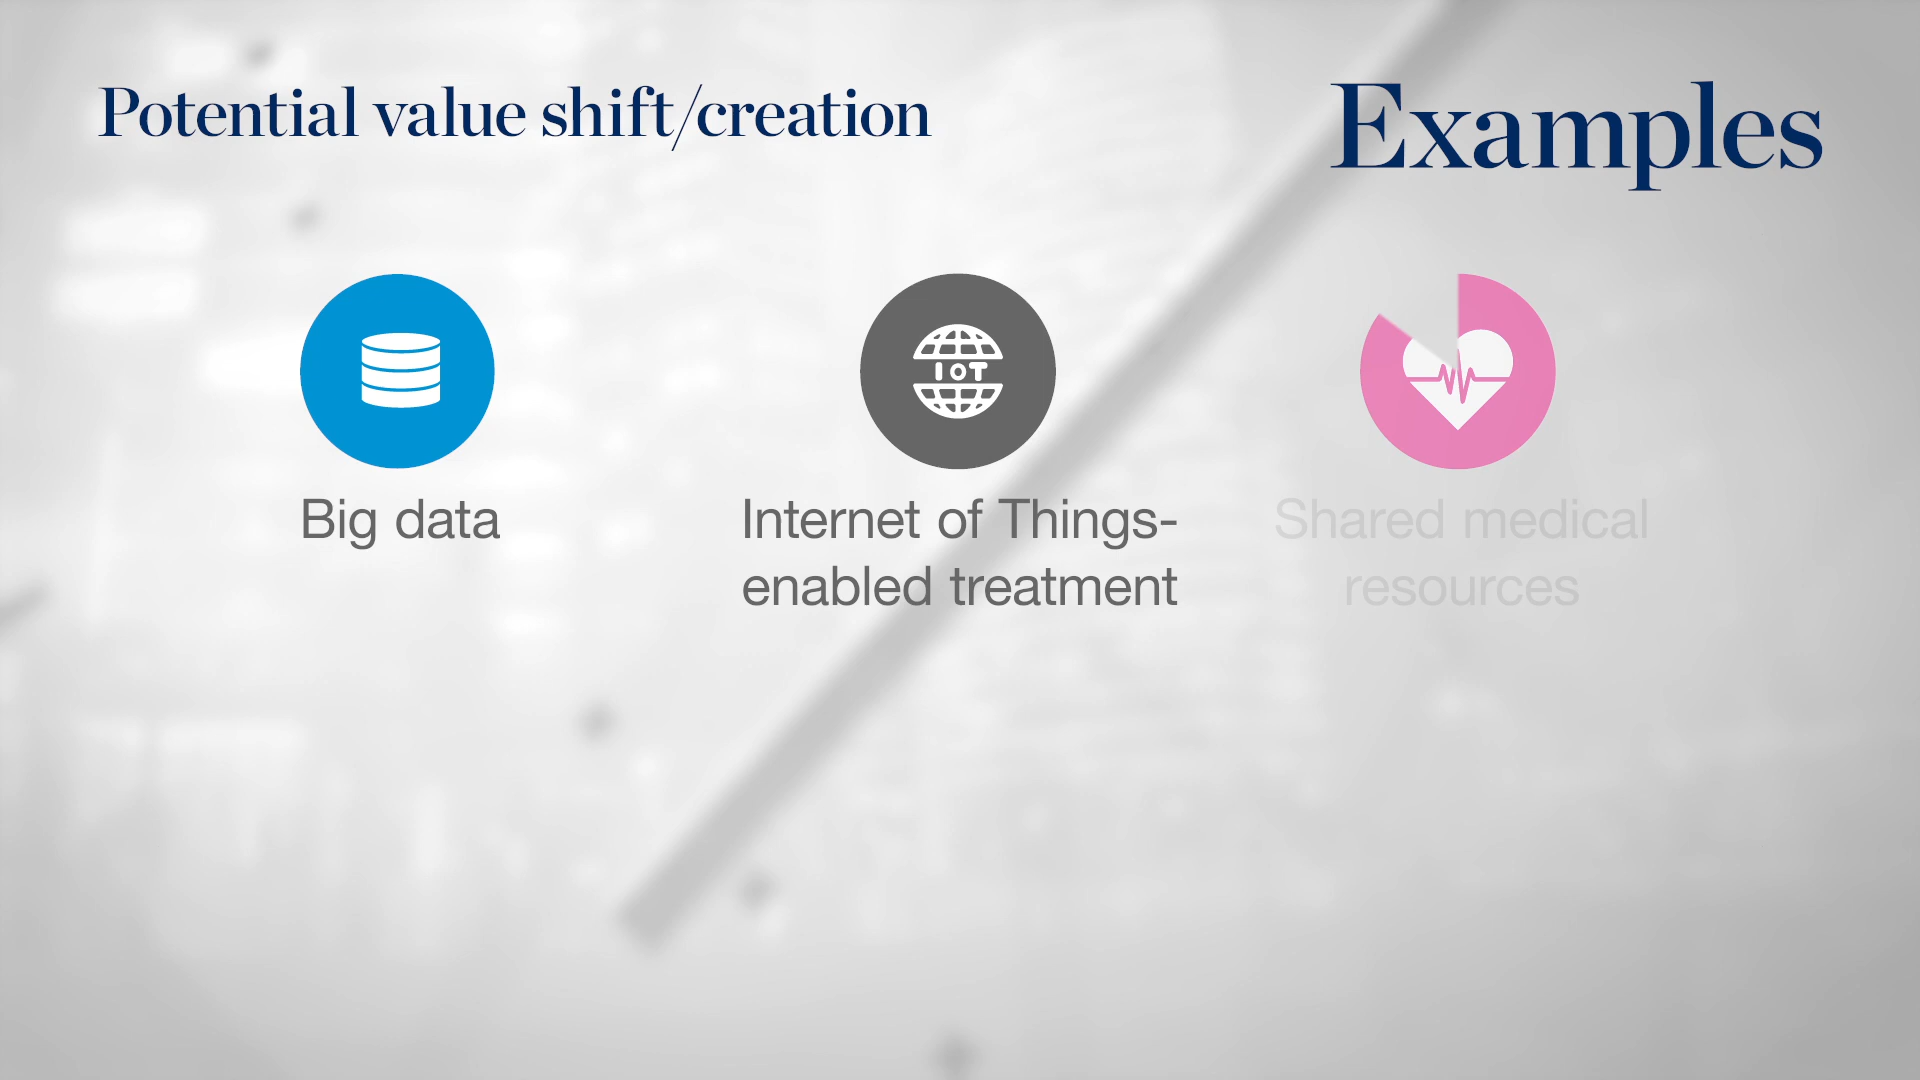 Potential value shift/creation
Examples
IOT
Big data
Internet of Things-
enabled treatment
Shared medical
resources